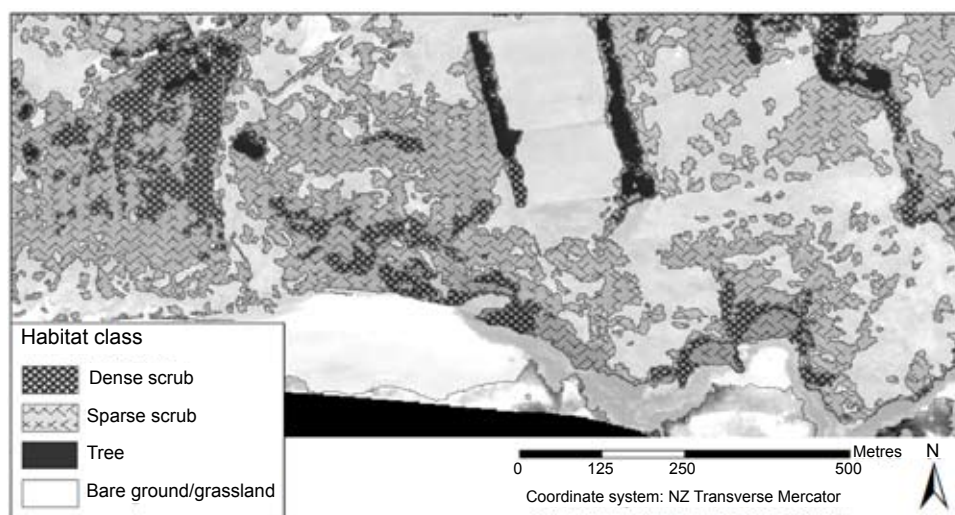 Habitat class
Dense scrub
Sparse scrub
Tree
Bare ground/grassland
Metres
0 125 250 500
Coordinate system: NZ Transverse Mercator
N